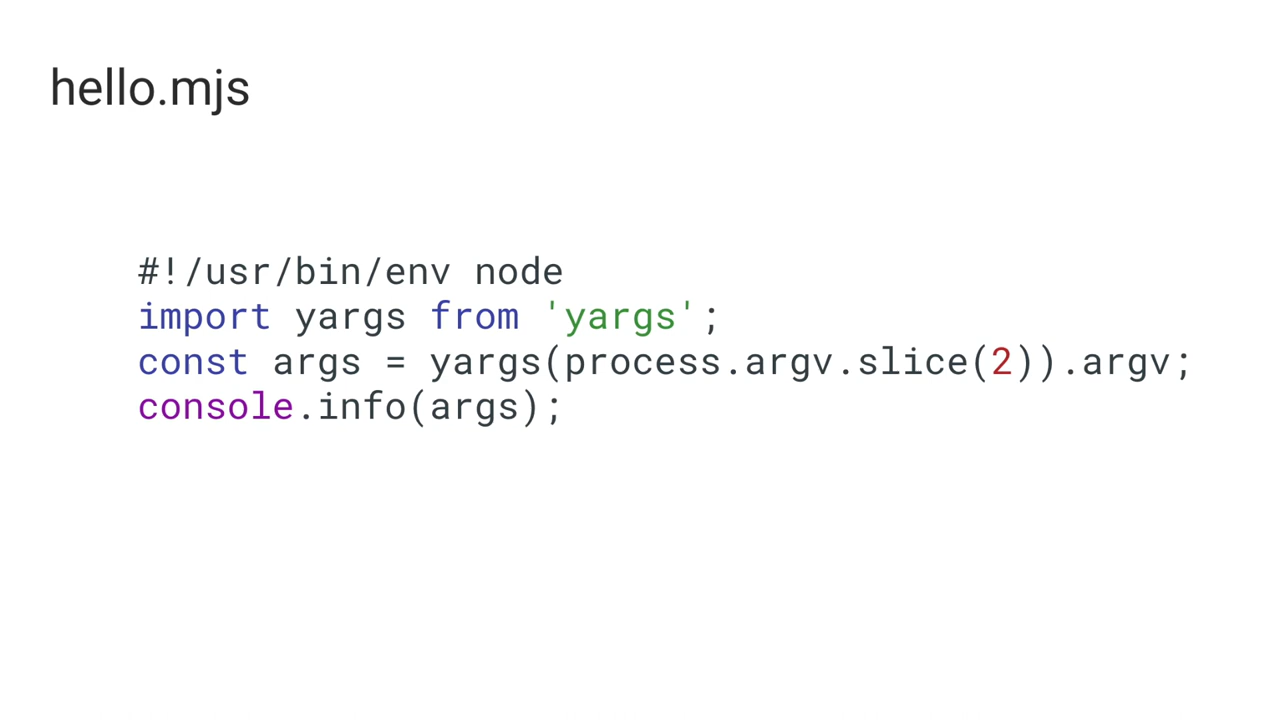 hello.mjs
#!/usr/bin/env node
import yargs from 'yargs';
const args = yargs(process.argv.slice(2)).argv;
console.info(args);